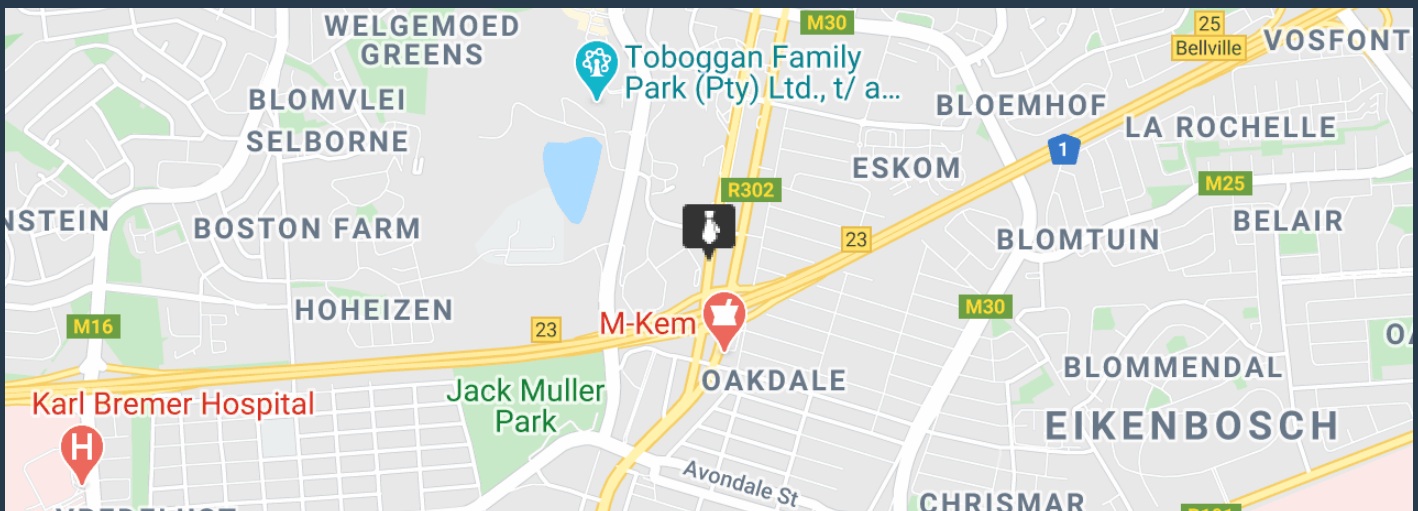 WELGEMOED
GREENS
M30
25
Bellville
VOSFONT
Toboggan Family
Park (Pty) Ltd., t/ a...
BLOMVLEI
SELBORNE
BLOEMHOF
LA ROCHELLE
1
ESKOM
R302
M25
NSTEIN
BOSTON FARM
23
BLOMTUIN
BELAIR
HOHEIZEN
M16
23
M-Kem
M30
OAKDALE
BLOMMENDAL
Jack Muller
Park
Karl Bremer Hospital
H
EIKENBOSCH
Avondale St
CHRISMAR